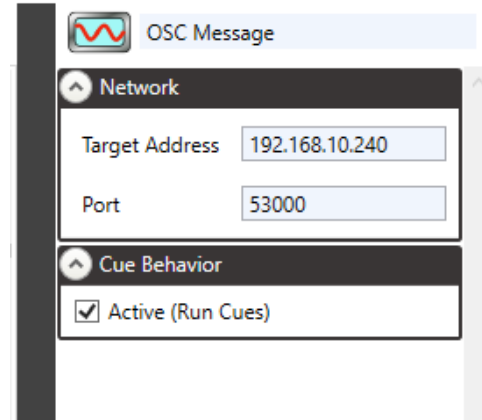 OSC Message
Network
Target Address 192.168.10.240
Port 53000
Cue Behavior
Active (Run Cues)